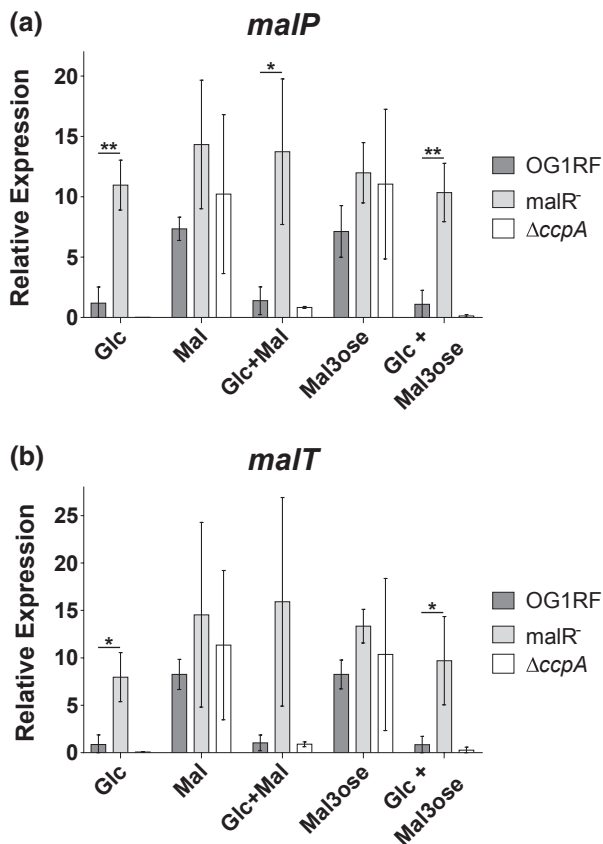 (a)
malP
Relative Expression
20
15
10
5
0
**
*
**
Glc
Mal
Glc+Mal
Mal3ose
Glc +
Mal3ose
OG1RF
malR-
ΔccpA
(b)
malT
Relative Expression
25
20
15
10
5
0
*
*
Glc
Mal
Glc+Mal
Mal3ose
Glc +
Mal3ose
OG1RF
malR-
ΔccpA